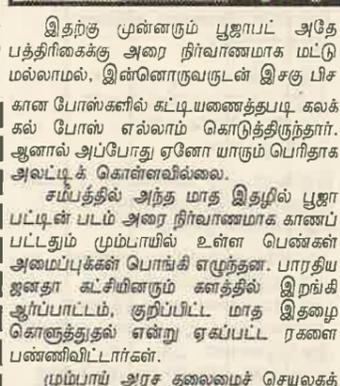 இதற்கு முன்னரும் பூஜாபட் அதே
பத்திரிகைக்கு அரை நிர்வாணமாக மட்டு
மல்லாமல், இன்னொருவருடன் இசகு பிச
கான போஸ்களில் கட்டியணைத்தபடி கலக்
கல் போஸ் எல்லாம் கொடுத்திருந்தார்.
ஆனால் அப்போது ஏனோ யாரும் பெரிதாக
அலட்டிக் கொள்ளவில்லை.
சம்பத்தில் அந்த மாத இதழில் பூஜா
பட்டின் படம் அரை நிர்வாணமாக காணப்
பட்டதும் மும்பாயில் உள்ள பெண்கள்
அமைப்புக்கள் பொங்கி எழுந்தன. பாரதிய
ஜனதா கட்சியினரும் களத்தில் இறங்கி
ஆர்ப்பாட்டம், குறிப்பிட்ட மாத இதழை
கொளுத்துதல் என்று ஏகப்பட்ட ரகளை
பண்ணிவிட்டார்கள்.
மும்பாய் அரச தலைமைச் செயலகச்